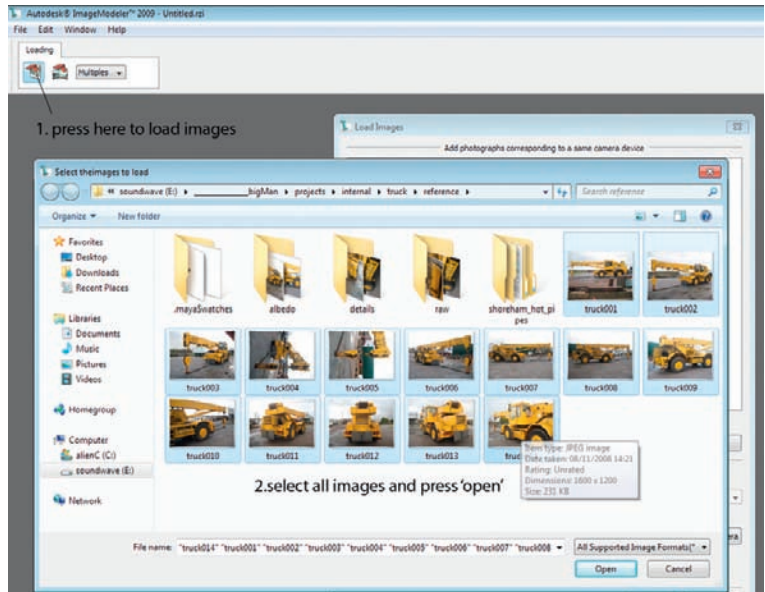 Autodesk® ImageModeler™ 2009 - Untitled.rzi
File Edit Window Help
Loading
Multiples
1. press here to load images
Load Images
Add photographs corresponding to a same camera device
Select theimages to load
« soundwave (E:) ▸ __________bigMan ▸ projects ▸ internal ▸ truck ▸ reference ▸
Search reference
Organize New folder
Favorites
Desktop
Downloads
Recent Places
Libraries
Documents
Music
Pictures
Videos
Homegroup
Computer
alienC (C:)
soundwave (E:)
Network
.mayaSwatches albedo details raw shoreham_hot_pi truck001 truck002
pes
truck003 truck004 truck005 truck006 truck007 truck008 truck009
truck010 truck011 truck012 truck013 truc
Item type: JPEG image
Date taken: 08/11/2008 14:21
Rating: Unrated
Dimensions: 1600 x 1200
Size: 231 KB
2.select all images and press 'open'
File name: "truck014" "truck001" "truck002" "truck003" "truck004" "truck005" "truck006" "truck007" "truck008
All Supported Image Formats(*
era
Open Cancel